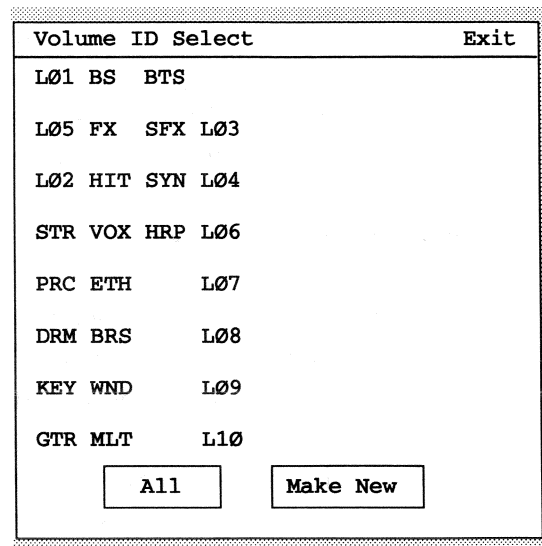 Volume ID Select Exit
LØ1 BS BTS
LØ5 FX SFX LØ3
LØ2 HIT SYN LØ4
STR VOX HRP LØ6
PRC ETH LØ7
DRM BRS LØ8
KEY WND LØ9
GTR MLT L1Ø
All Make New